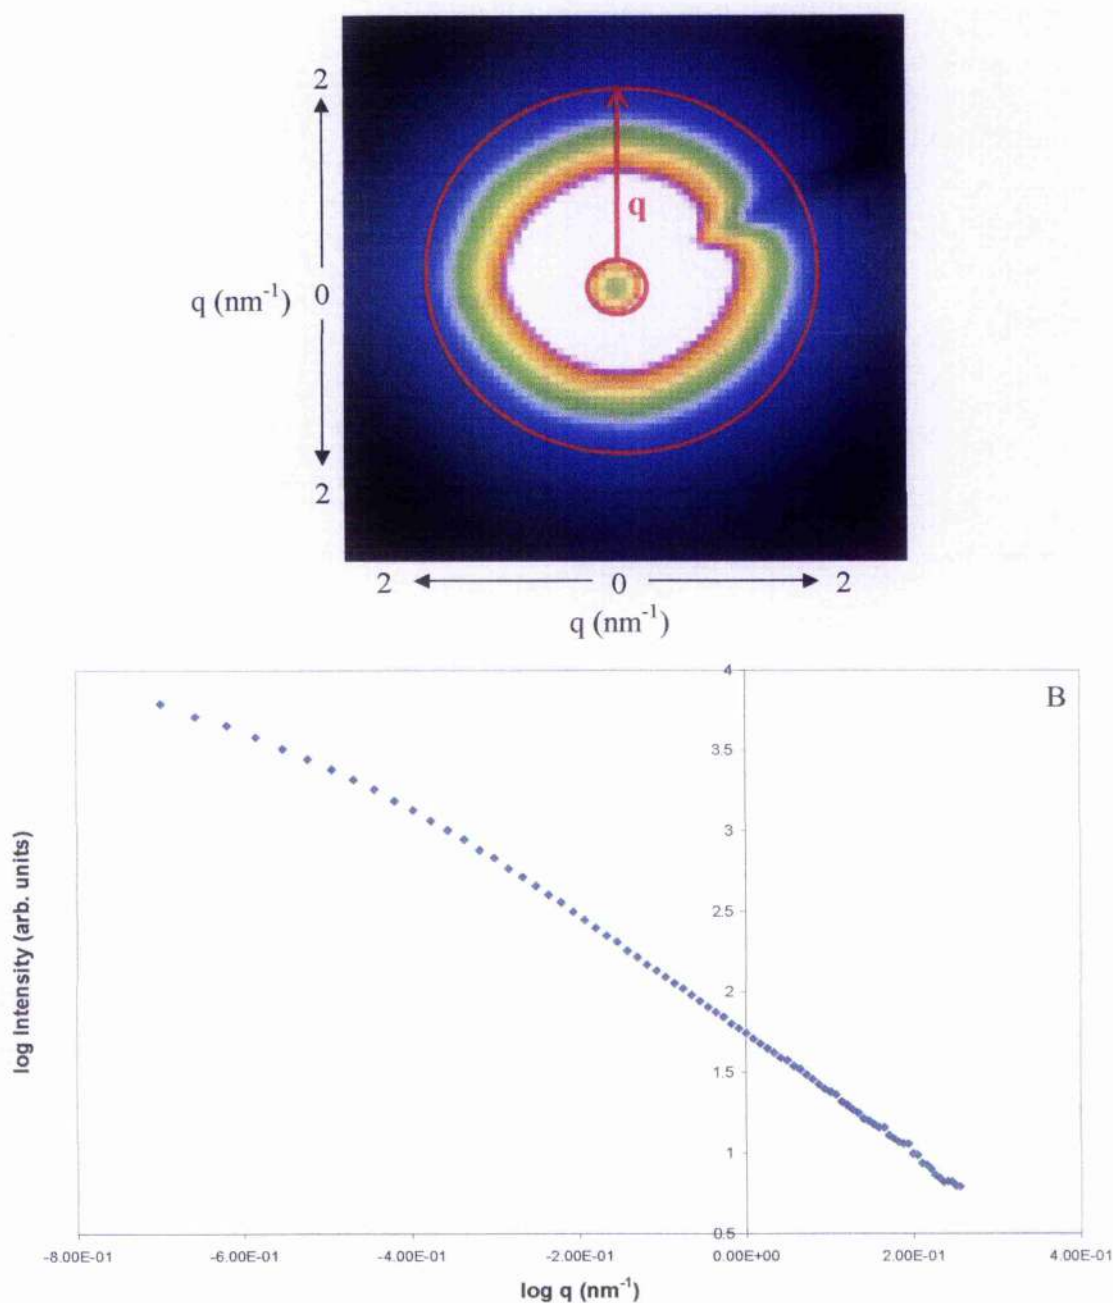 2
q
q (nm⁻¹)
0
2
2
0
2
q (nm⁻¹)
B
4
3.5
3
2.5
2
1.5
1
0.5
log Intensity (arb. units)
-8.00E-01
-6.00E-01
-4.00E-01
-2.00E-01
0.00E+00
2.00E-01
4.00E-01
log q (nm⁻¹)